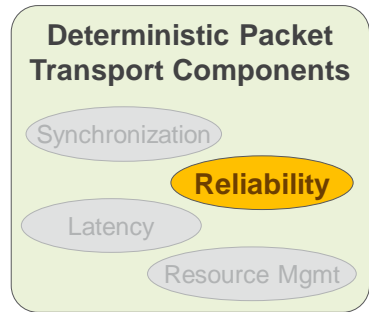 Deterministic Packet
Transport Components
Synchronization
Reliability
Latency
Resource Mgmt